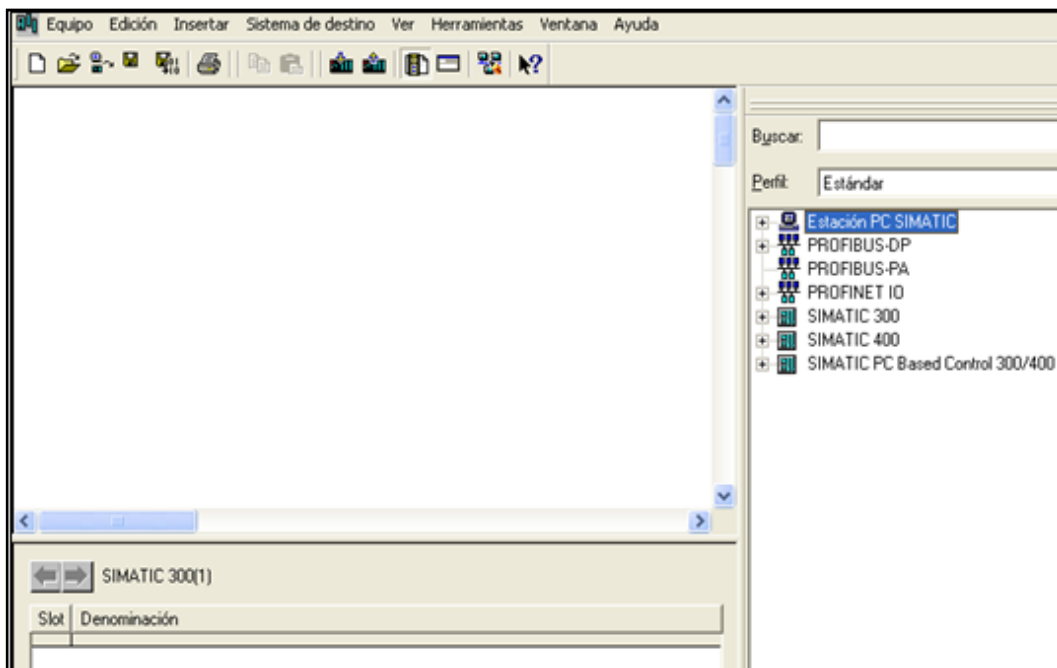 Equipo Edición Insertar Sistema de destino Ver Herramientas Ventana Ayuda
Buscar:
Perfil: Estándar
Estación PC SIMATIC
PROFIBUS-DP
PROFIBUS-PA
PROFINET IO
SIMATIC 300
SIMATIC 400
SIMATIC PC Based Control 300/400
SIMATIC 300(1)
Slot Denominación